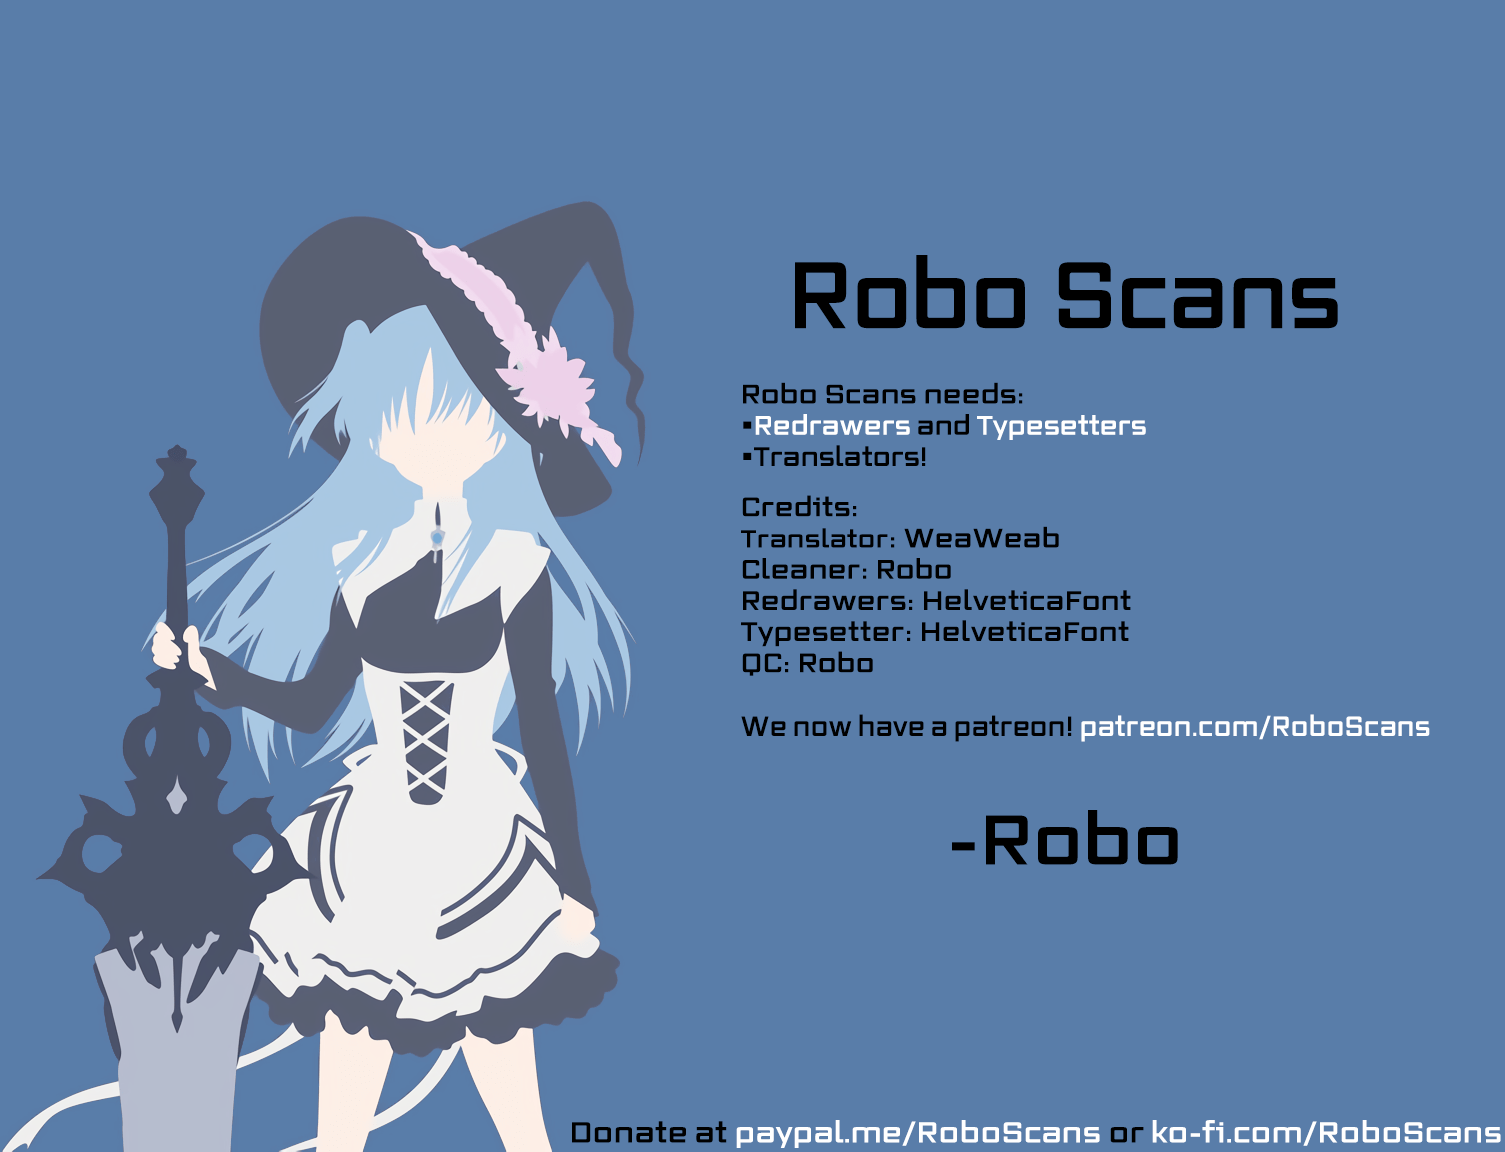 Robo Scans
Robo Scans needs:
▪Redrawers and Typesetters
▪Translators!
Credits:
Translator: WeaWeab
Cleaner: Robo
Redrawers: HelveticaFont
Typesetter: HelveticaFont
QC: Robo
We now have a patreon! patreon.com/RoboScans
-Robo
Donate at paypal.me/RoboScans or ko-fi.com/RoboScans